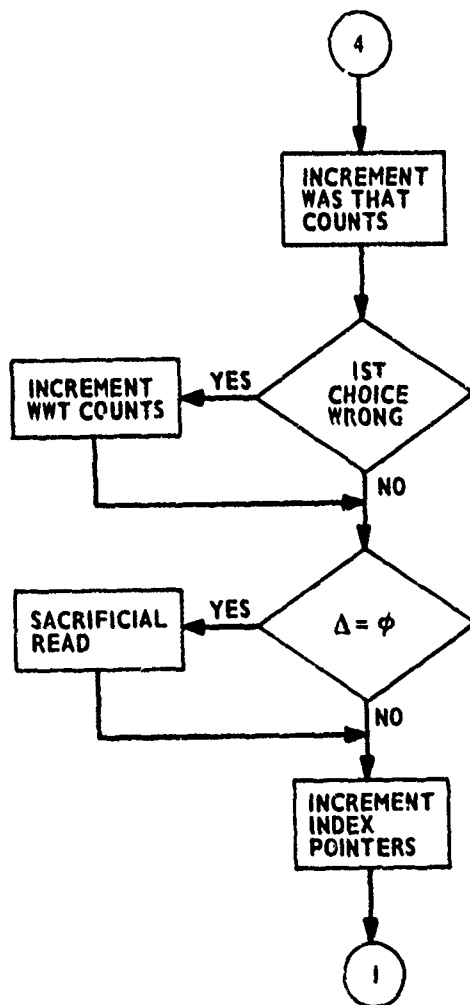 4
INCREMENT
WAS THAT
COUNTS
1ST
CHOICE
WRONG
YES
INCREMENT
WWT COUNTS
NO
Δ = φ
YES
SACRIFICIAL
READ
NO
INCREMENT
INDEX
POINTERS
1